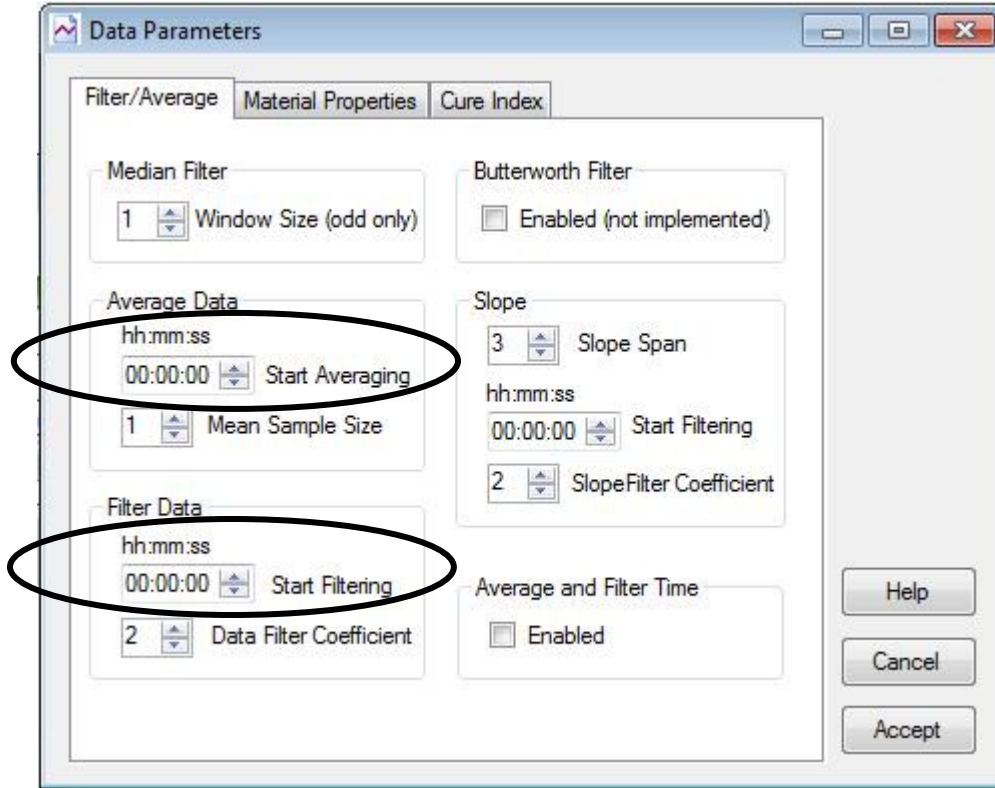 Data Parameters
Filter/Average
Material Properties
Cure Index
Median Filter
1 Window Size (odd only)
Butterworth Filter
Enabled (not implemented)
Average Data
hh:mm:ss
00:00:00 Start Averaging
1 Mean Sample Size
Slope
3 Slope Span
hh:mm:ss
00:00:00 Start Filtering
2 SlopeFilter Coefficient
Filter Data
hh:mm:ss
00:00:00 Start Filtering
2 Data Filter Coefficient
Average and Filter Time
Enabled
Help
Cancel
Accept